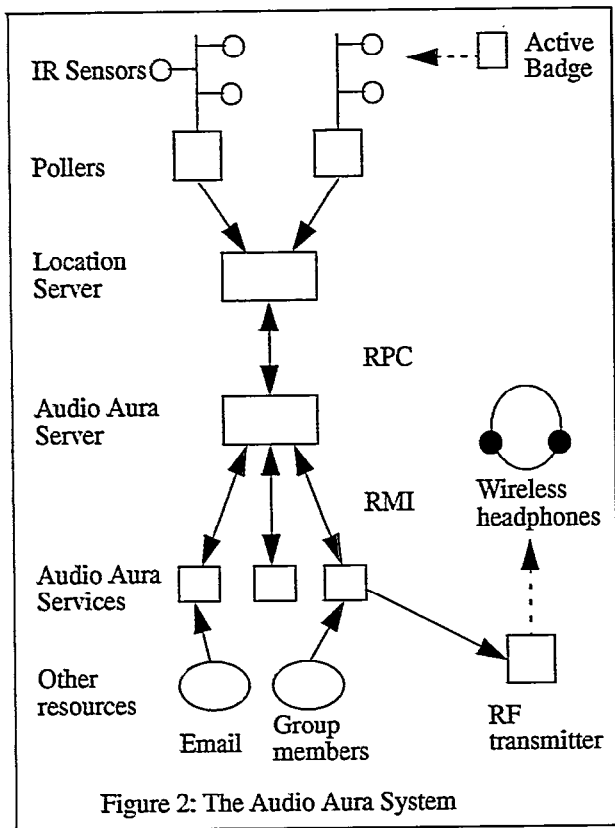 IR Sensors
Active
Badge
Pollers
Location
Server
RPC
Audio Aura
Server
Wireless
headphones
RMI
Audio Aura
Services
Other
resources
Email
Group
members
RF
transmitter
Figure 2: The Audio Aura System